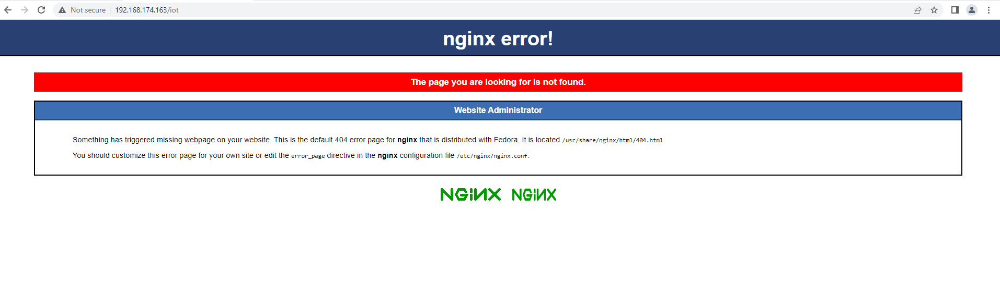 Not secure | 192.168.174.163/iot
nginx error!
The page you are looking for is not found.
Website Administrator
Something has triggered missing webpage on your website. This is the default 404 error page for nginx that is distributed with Fedora. It is located /usr/share/nginx/html/404.html
You should customize this error page for your own site or edit the error_page directive in the nginx configuration file /etc/nginx/nginx.conf.
NGINX NGINX